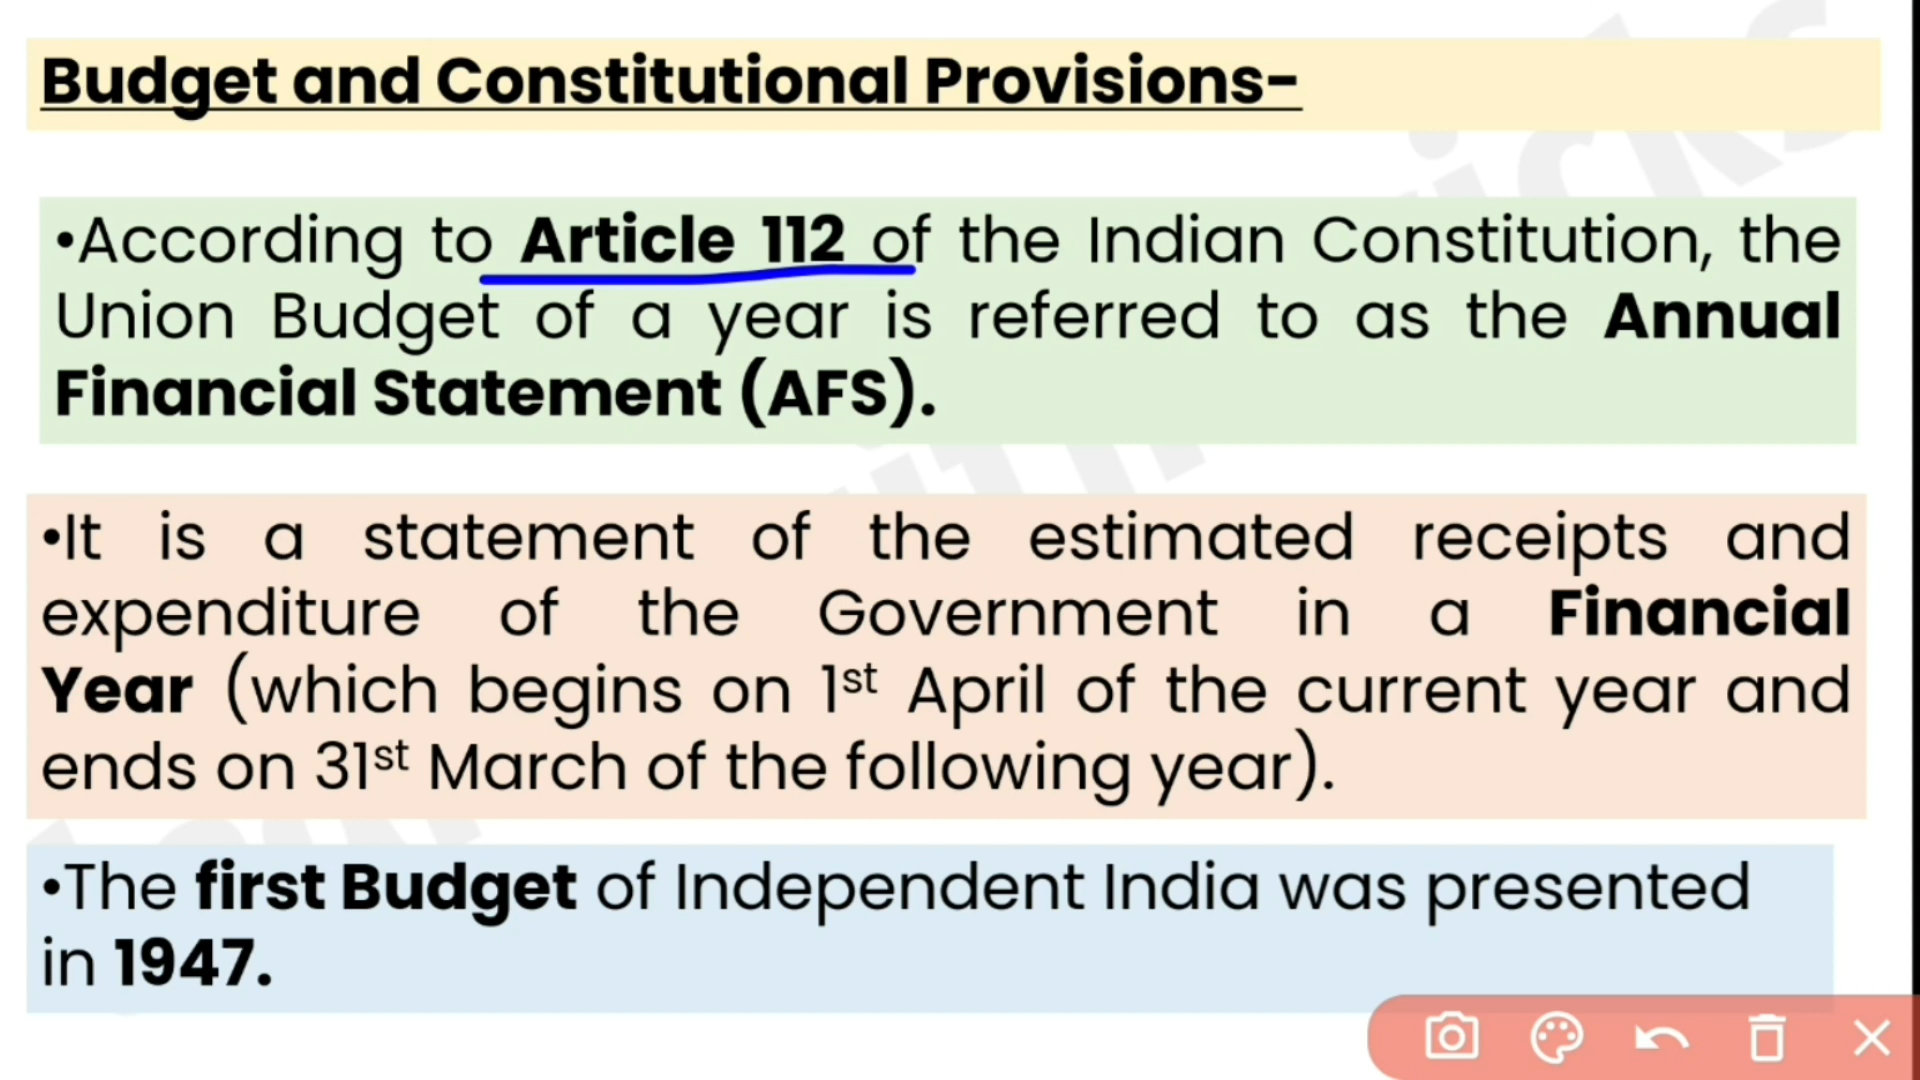 Budget and Constitutional Provisions-
•According to Article 112 of the Indian Constitution, the
Union Budget of a year is referred to as the Annual
Financial Statement (AFS).
•It is a statement of the estimated receipts and
expenditure of the Government in a Financial
Year (which begins on 1st April of the current year and
ends on 31st March of the following year).
•The first Budget of Independent India was presented
in 1947.